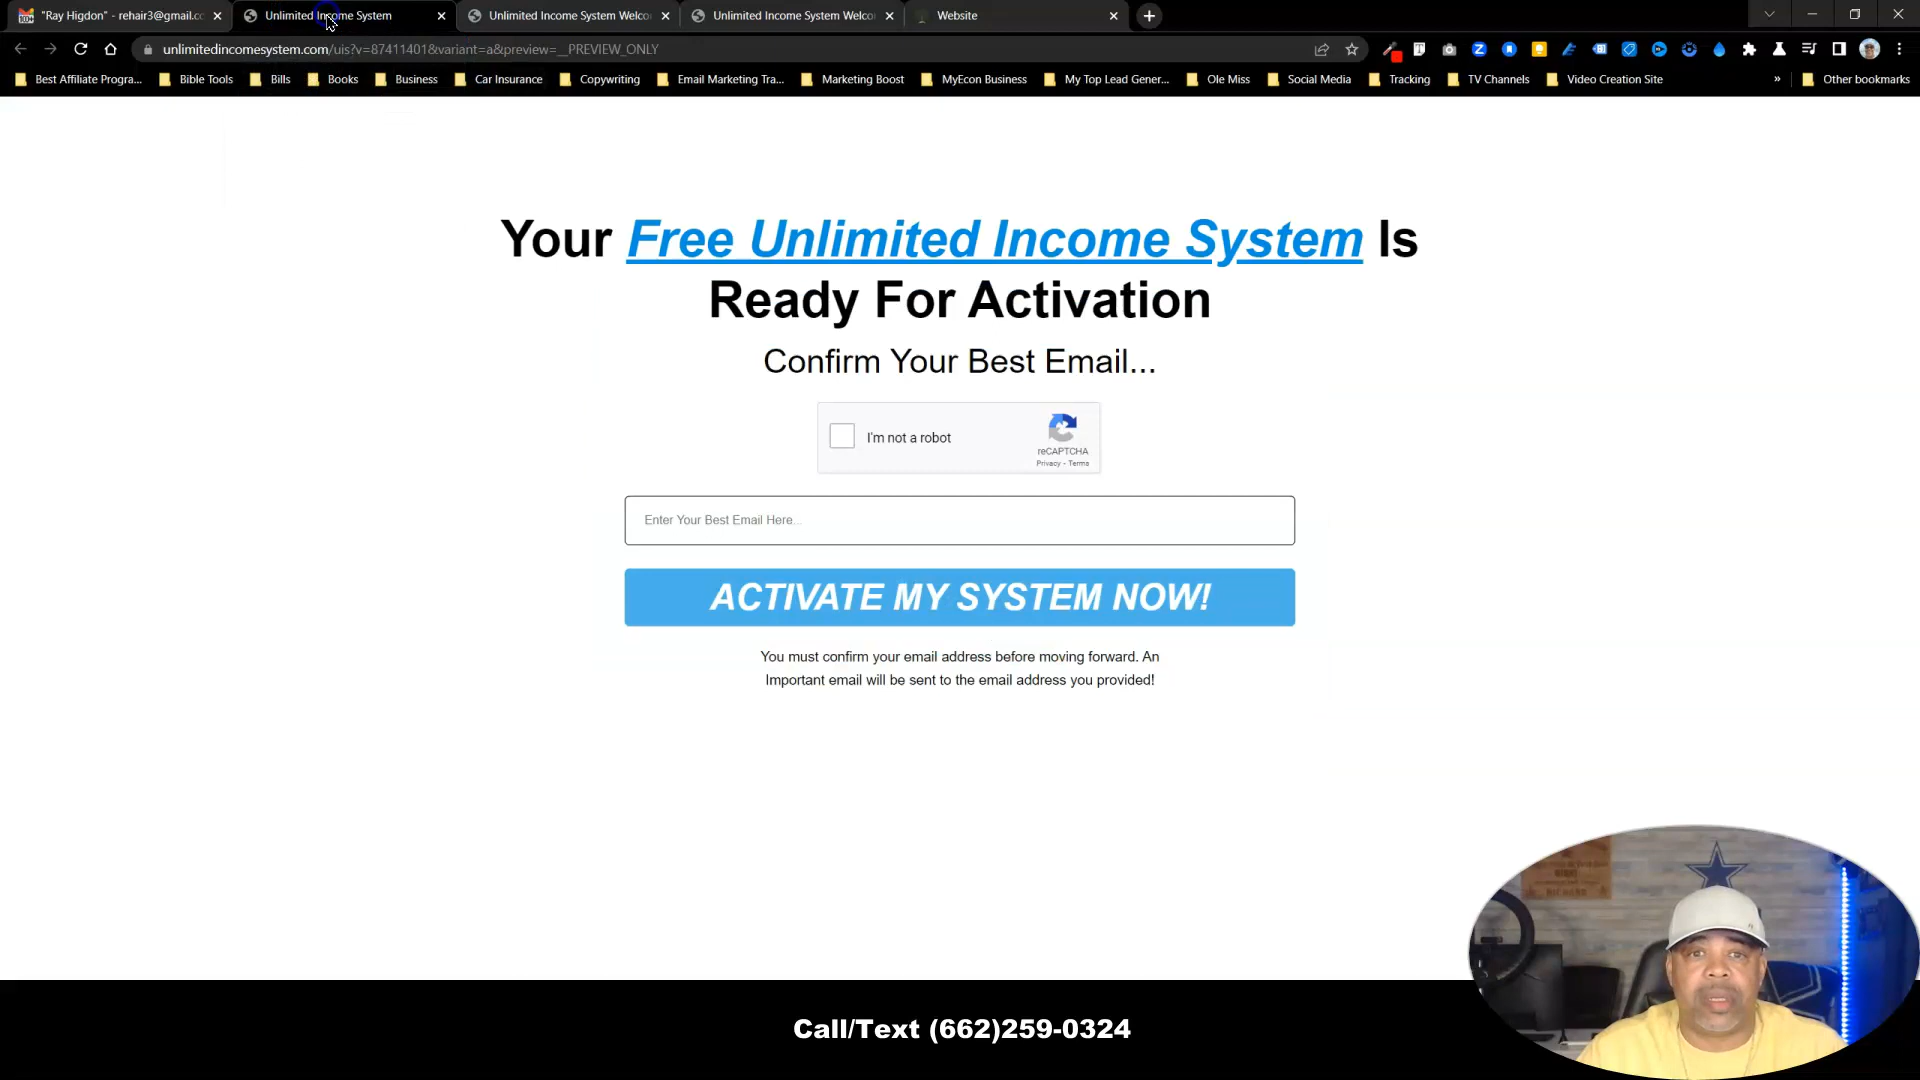 "Ray Higdon" - rehair3@gmail.co
Unlimited Income System
Unlimited Income System Welco
Unlimited Income System Welco
Website
unlimitedincomesystem.com/uis?v=87411401&variant=a&preview=__PREVIEW_ONLY
Best Affiliate Progra...
Bible Tools
Bills
Books
Business
Car Insurance
Copywriting
Email Marketing Tra...
Marketing Boost
MyEcon Business
My Top Lead Gener...
Ole Miss
Social Media
Tracking
TV Channels
Video Creation Site
»
Other bookmarks
Your Free Unlimited Income System Is
Ready For Activation
Confirm Your Best Email...
I'm not a robot
reCAPTCHA
Privacy - Terms
Enter Your Best Email Here...
ACTIVATE MY SYSTEM NOW!
You must confirm your email address before moving forward. An
Important email will be sent to the email address you provided!
Call/Text (662)259-0324